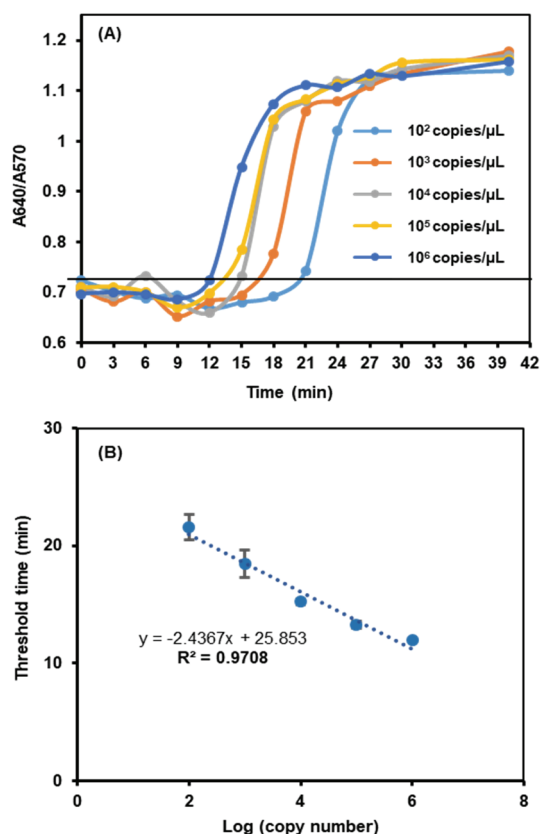 (A)
1.2
1.1
1
0.9
0.8
0.7
0.6
A640/A570
10² copies/µL
10³ copies/µL
10⁴ copies/µL
10⁵ copies/µL
10⁶ copies/µL
0 3 6 9 12 15 18 21 24 27 30 33 36 39 42
Time (min)
(B)
30
20
10
0
Threshold time (min)
y = -2.4367x + 25.853
R² = 0.9708
0 2 4 6 8
Log (copy number)